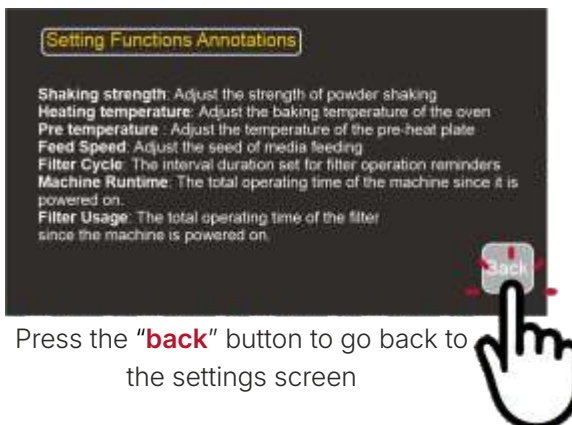 Setting Functions Annotations
Shaking strength: Adjust the strength of powder shaking
Heating temperature: Adjust the baking temperature of the oven
Pre temperature : Adjust the temperature of the pre-heat plate
Feed Speed: Adjust the seed of media feeding
Filter Cycle: The interval duration set for filter operation reminders
Machine Runtime: The total operating time of the machine since it is
powered on.
Filter Usage: The total operating time of the filter
since the machine is powered on.
Back
Press the “back” button to go back to
the settings screen